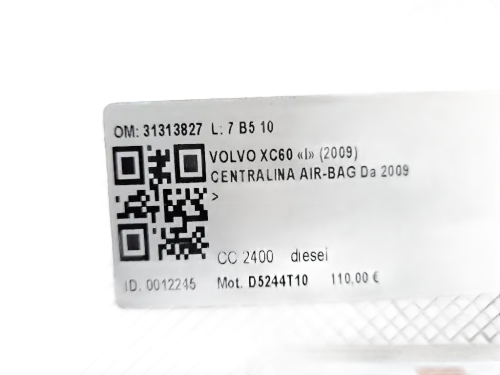 OM: 31313827 L: 7 B5 10
VOLVO XC60 «I» (2009)
CENTRALINA AIR-BAG Da 2009
>
CC 2400 diesel
ID. 0012245 Mot. D5244T10 110,00 €